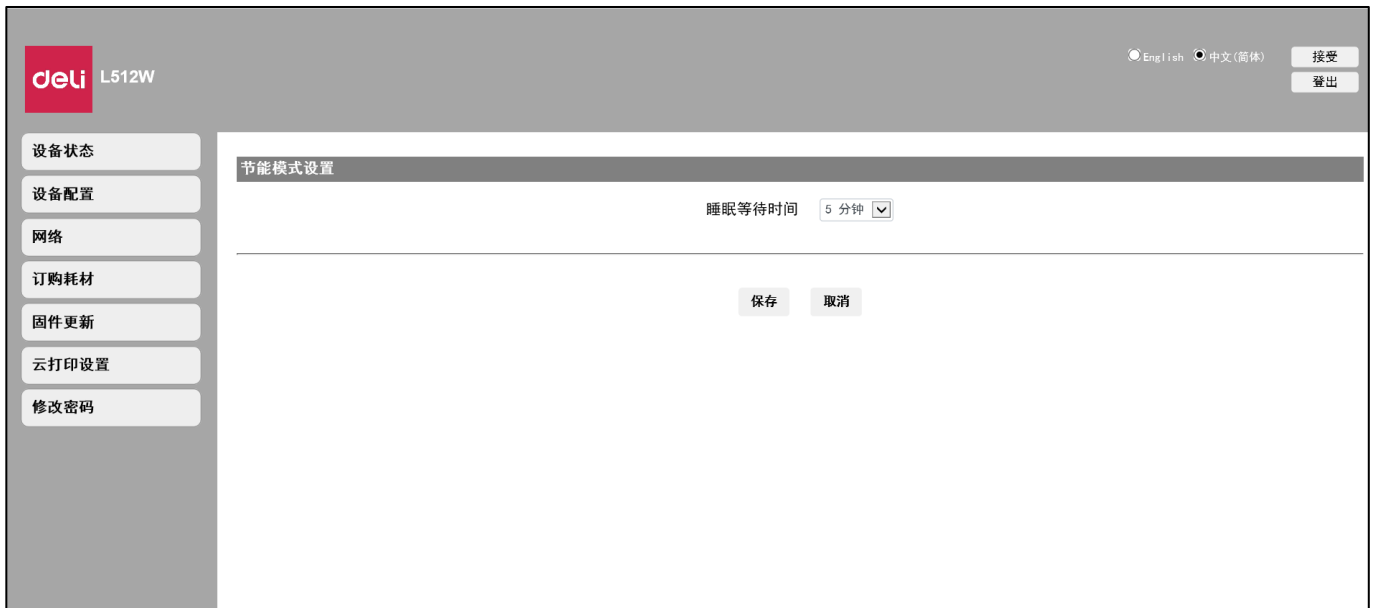 deli L512W
English 中文(简体)
接受
登出
设备状态
设备配置
网络
订购耗材
固件更新
云打印设置
修改密码
节能模式设置
睡眠等待时间 5 分钟
保存 取消